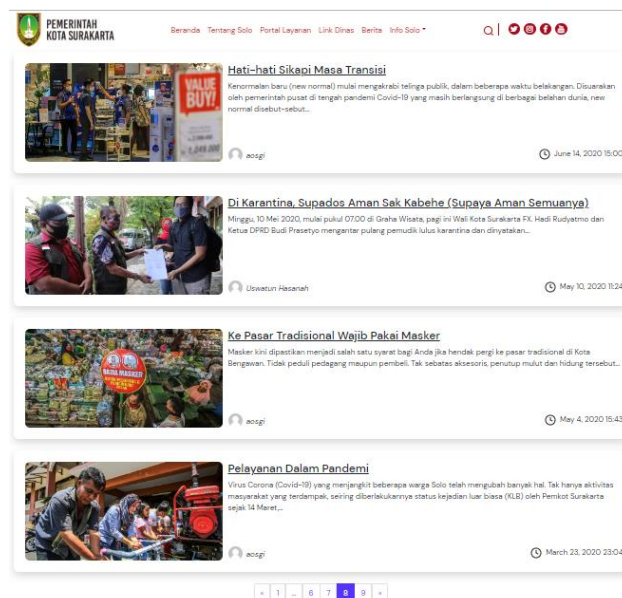 PEMERINTAH
KOTA SURAKARTA
Beranda Tentang Solo Portal Layanan Link Dinas Berita Info Solo
VALUE
BUY!
1.049.000
Hati-hati Sikapi Masa Transisi
Kenormalan baru (new normal) mulai mengakrabi telinga publik, dalam beberapa waktu belakangan. Disuarakan
oleh pemerintah pusat di tengah pandemi Covid-19 yang masih berlangsung di berbagai belahan dunia, new
normal disebut-sebut...
aosgi
June 14, 2020 15:00
Di Karantina, Supados Aman Sak Kabehe (Supaya Aman Semuanya)
Minggu, 10 Mei 2020, mulai pukul 07.00 di Graha Wisata, pagi ini Wali Kota Surakarta FX. Hadi Rudyatmo dan
Ketua DPRD Budi Prasetyo mengantar pulang pemudik lulus karantina dan dinyatakan...
Uswatun Hasanah
May 10, 2020 11:24
MASKER
Ke Pasar Tradisional Wajib Pakai Masker
Masker kini dipastikan menjadi salah satu syarat bagi Anda jika hendak pergi ke pasar tradisional di Kota
Bengawan. Tidak peduli pedagang maupun pembeli. Tak sebatas aksesoris, penutup mulut dan hidung tersebut...
aosgi
May 4, 2020 15:43
Pelayanan Dalam Pandemi
Virus Corona (Covid-19) yang menjangkit beberapa warga Solo telah mengubah banyak hal. Tak hanya aktivitas
masyarakat yang terdampak, seiring diberlakukannya status kejadian luar biasa (KLB) oleh Pemkot Surakarta
sejak 14 Maret,...
aosgi
March 23, 2020 23:04
« 1 ... 6 7 8 9 »